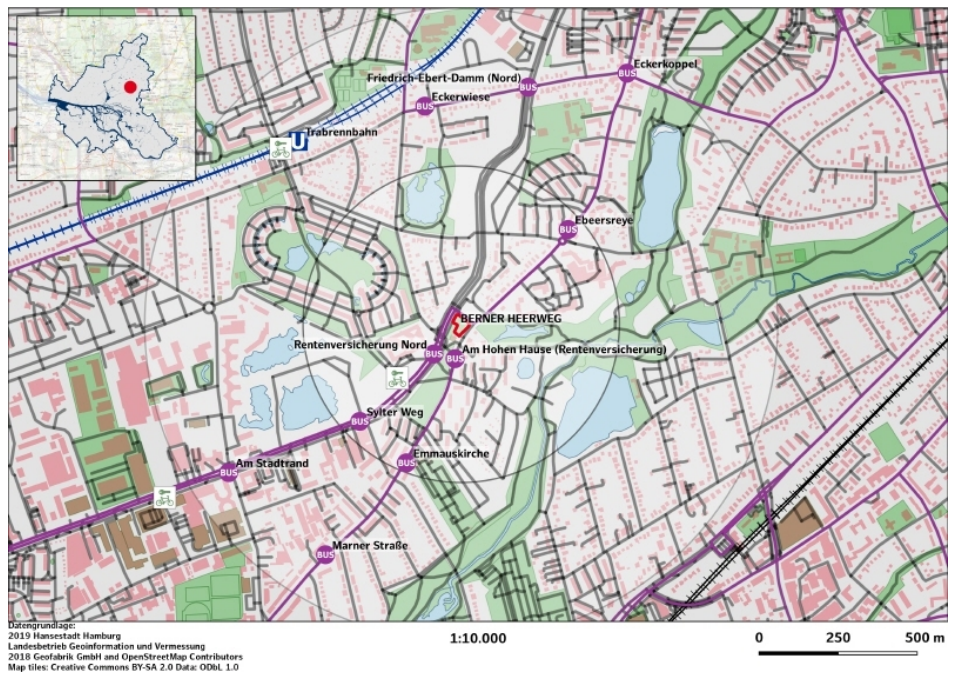 Friedrich-Ebert-Damm (Nord)
BUS
Eckerkoppel
BUS
BUS
Eckerwiese
U
Trabrennbahn
BUS
Ebeersreye
BERNER HEERWEG
Rentenversicherung Nord
BUS
BUS
Am Hohen Hause (Rentenversicherung)
BUS
Sylter Weg
BUS
Emmauskirche
BUS
Am Stadtrand
BUS
Marner Straße
Datengrundlage:
2019 Hansestadt Hamburg
Landesbetrieb Geoinformation und Vermessung
2018 Geofabrik GmbH and OpenStreetMap Contributors
Map tiles: Creative Commons BY-SA 2.0 Data: ODbL 1.0
1:10.000
0 250 500 m